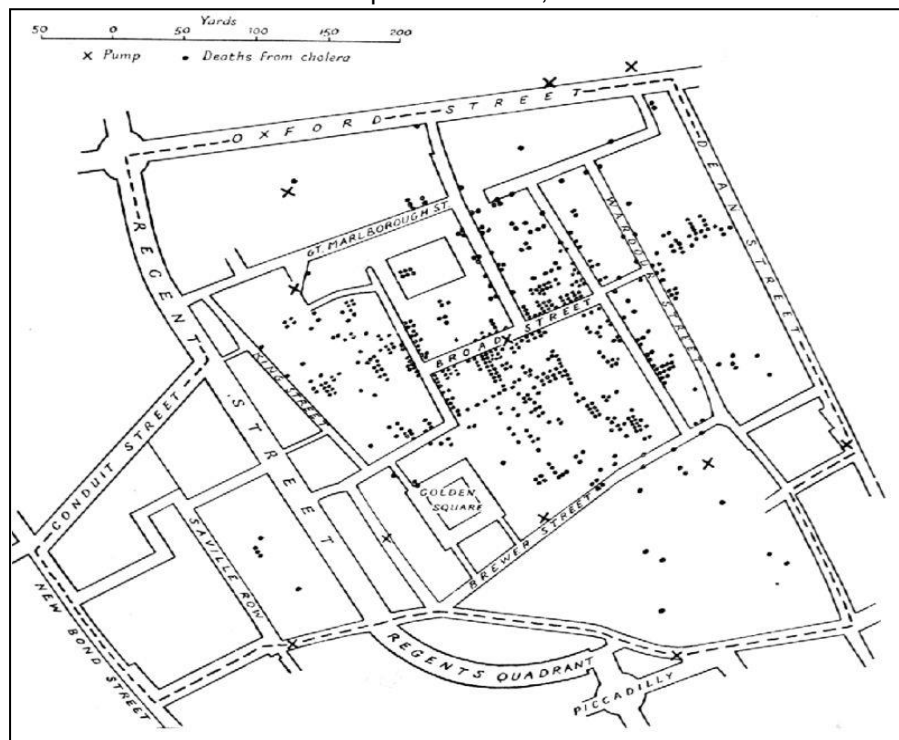 Yards
50 0 50 100 150 200
x Pump • Deaths from cholera
OXFORD STREET
REGENT STREET
GT. MARLBOROUGH ST.
DEAN STREET
WARDOUR STREET
BROAD STREET
KING STREET
CONDUIT STREET
GOLDEN
SQUARE
BREWER STREET
SAVILLE ROW
NEW BOND STREET
REGENTS QUADRANT
PICCADILLY